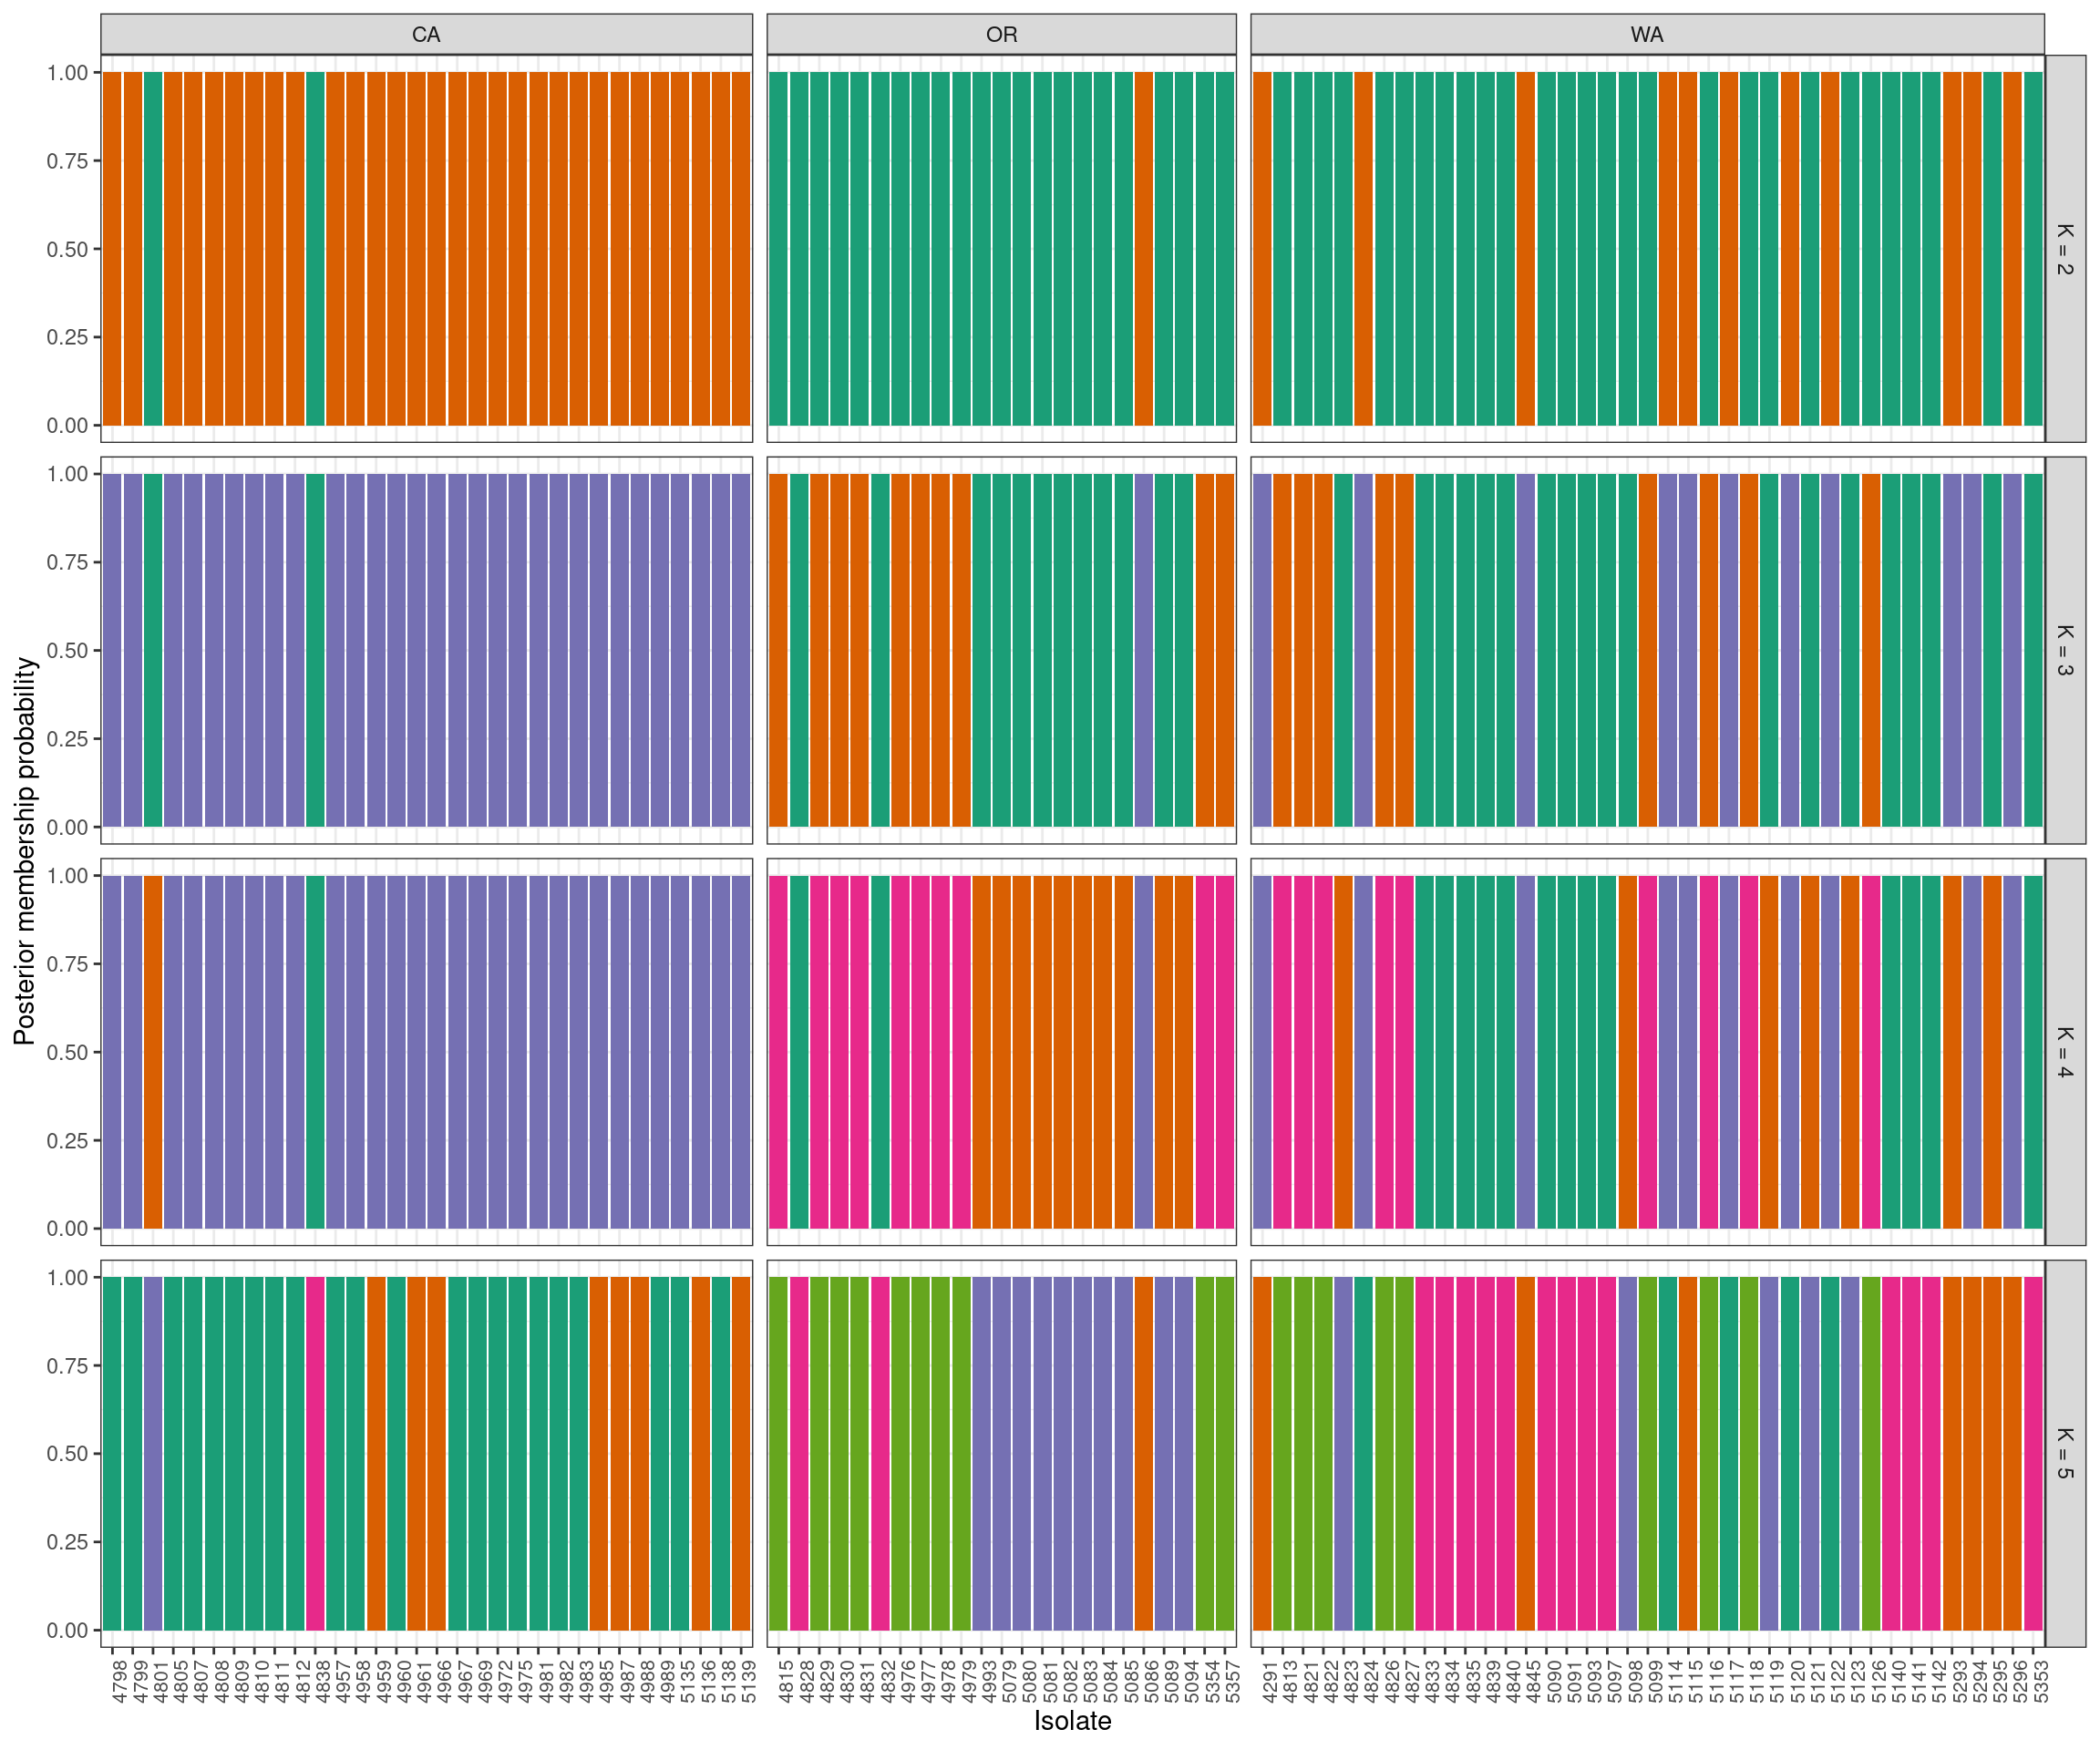 CA
OR
WA
1.00
0.75
0.50
0.25
0.00
K = 2
1.00
0.75
0.50
0.25
0.00
K = 3
1.00
0.75
0.50
0.25
0.00
K = 4
1.00
0.75
0.50
0.25
0.00
K = 5
Posterior membership probability
4798 4799 4801 4805 4807 4808 4809 4810 4811 4812 4838 4957 4958 4959 4960 4961 4966 4967 4969 4972 4975 4981 4982 4983 4985 4987 4988 4989 5135 5136 5138 5139
4815 4828 4829 4830 4831 4832 4976 4977 4978 4979 4993 5079 5080 5081 5082 5083 5084 5085 5086 5089 5094 5354 5357
4291 4813 4821 4822 4823 4824 4826 4827 4833 4834 4835 4839 4840 4845 5090 5091 5093 5097 5098 5099 5114 5115 5116 5117 5118 5119 5120 5121 5122 5123 5126 5140 5141 5142 5293 5294 5295 5296 5353
Isolate